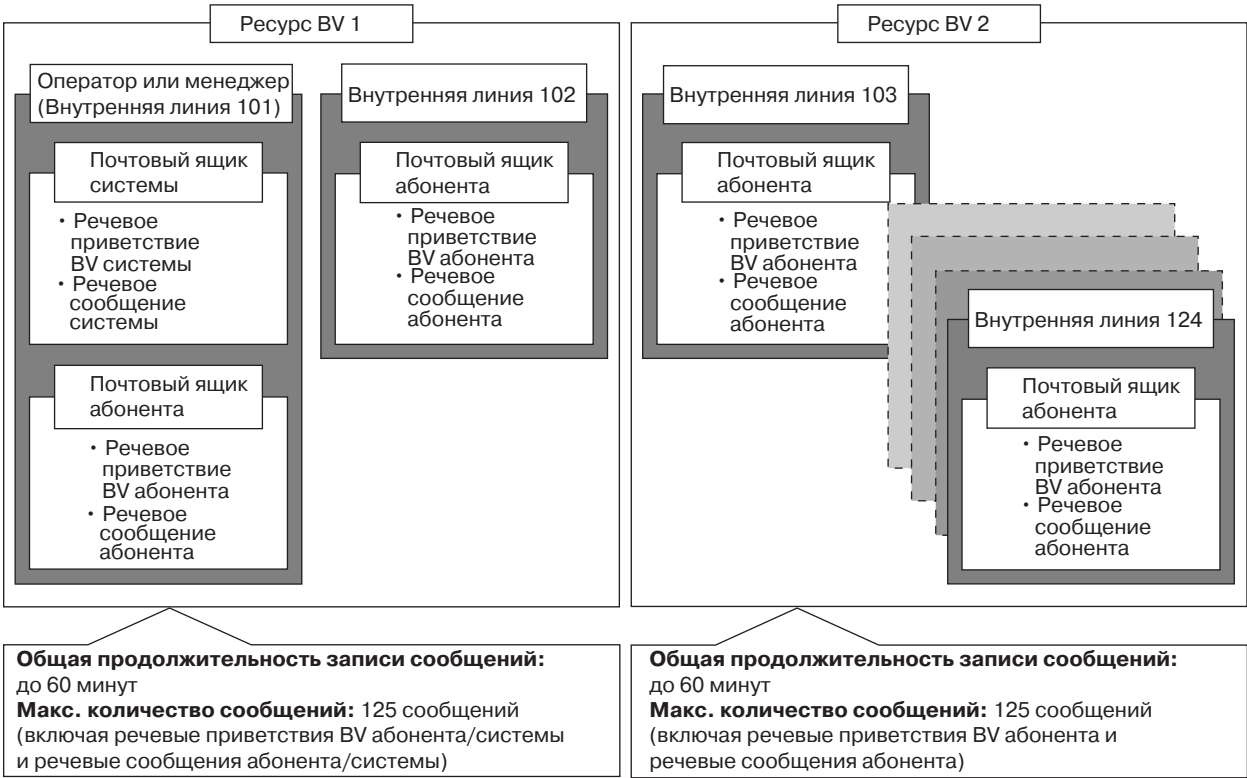 Ресурс BV 1
Оператор или менеджер
(Внутренняя линия 101)
Почтовый ящик
системы
• Речевое
приветствие
BV системы
• Речевое
сообщение
системы
Почтовый ящик
абонента
• Речевое
приветствие
BV абонента
• Речевое
сообщение
абонента
Внутренняя линия 102
Почтовый ящик
абонента
• Речевое
приветствие
BV абонента
• Речевое
сообщение
абонента
Общая продолжительность записи сообщений:
до 60 минут
Макс. количество сообщений: 125 сообщений
(включая речевые приветствия BV абонента/системы
и речевые сообщения абонента/системы)
Ресурс BV 2
Внутренняя линия 103
Почтовый ящик
абонента
• Речевое
приветствие
BV абонента
• Речевое
сообщение
абонента
Внутренняя линия 124
Почтовый ящик
абонента
• Речевое
приветствие
BV абонента
• Речевое
сообщение
абонента
Общая продолжительность записи сообщений:
до 60 минут
Макс. количество сообщений: 125 сообщений
(включая речевые приветствия BV абонента и
речевые сообщения абонента)